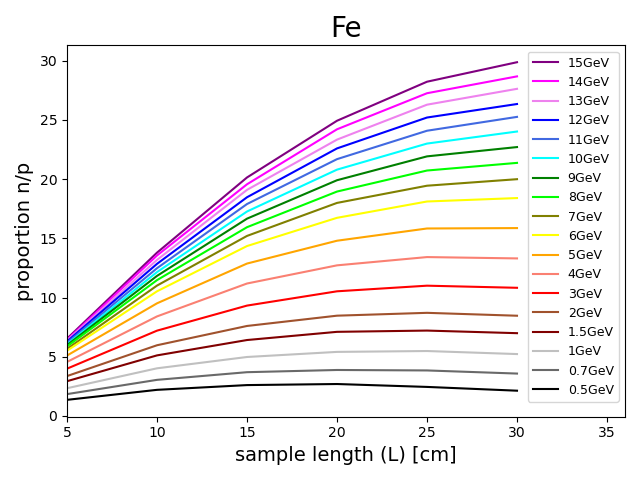 Fe
proportion n/p
30
25
20
15
10
5
0
5
10
15
20
25
30
35
sample length (L) [cm]
15GeV
14GeV
13GeV
12GeV
11GeV
10GeV
9GeV
8GeV
7GeV
6GeV
5GeV
4GeV
3GeV
2GeV
1.5GeV
1GeV
0.7GeV
0.5GeV